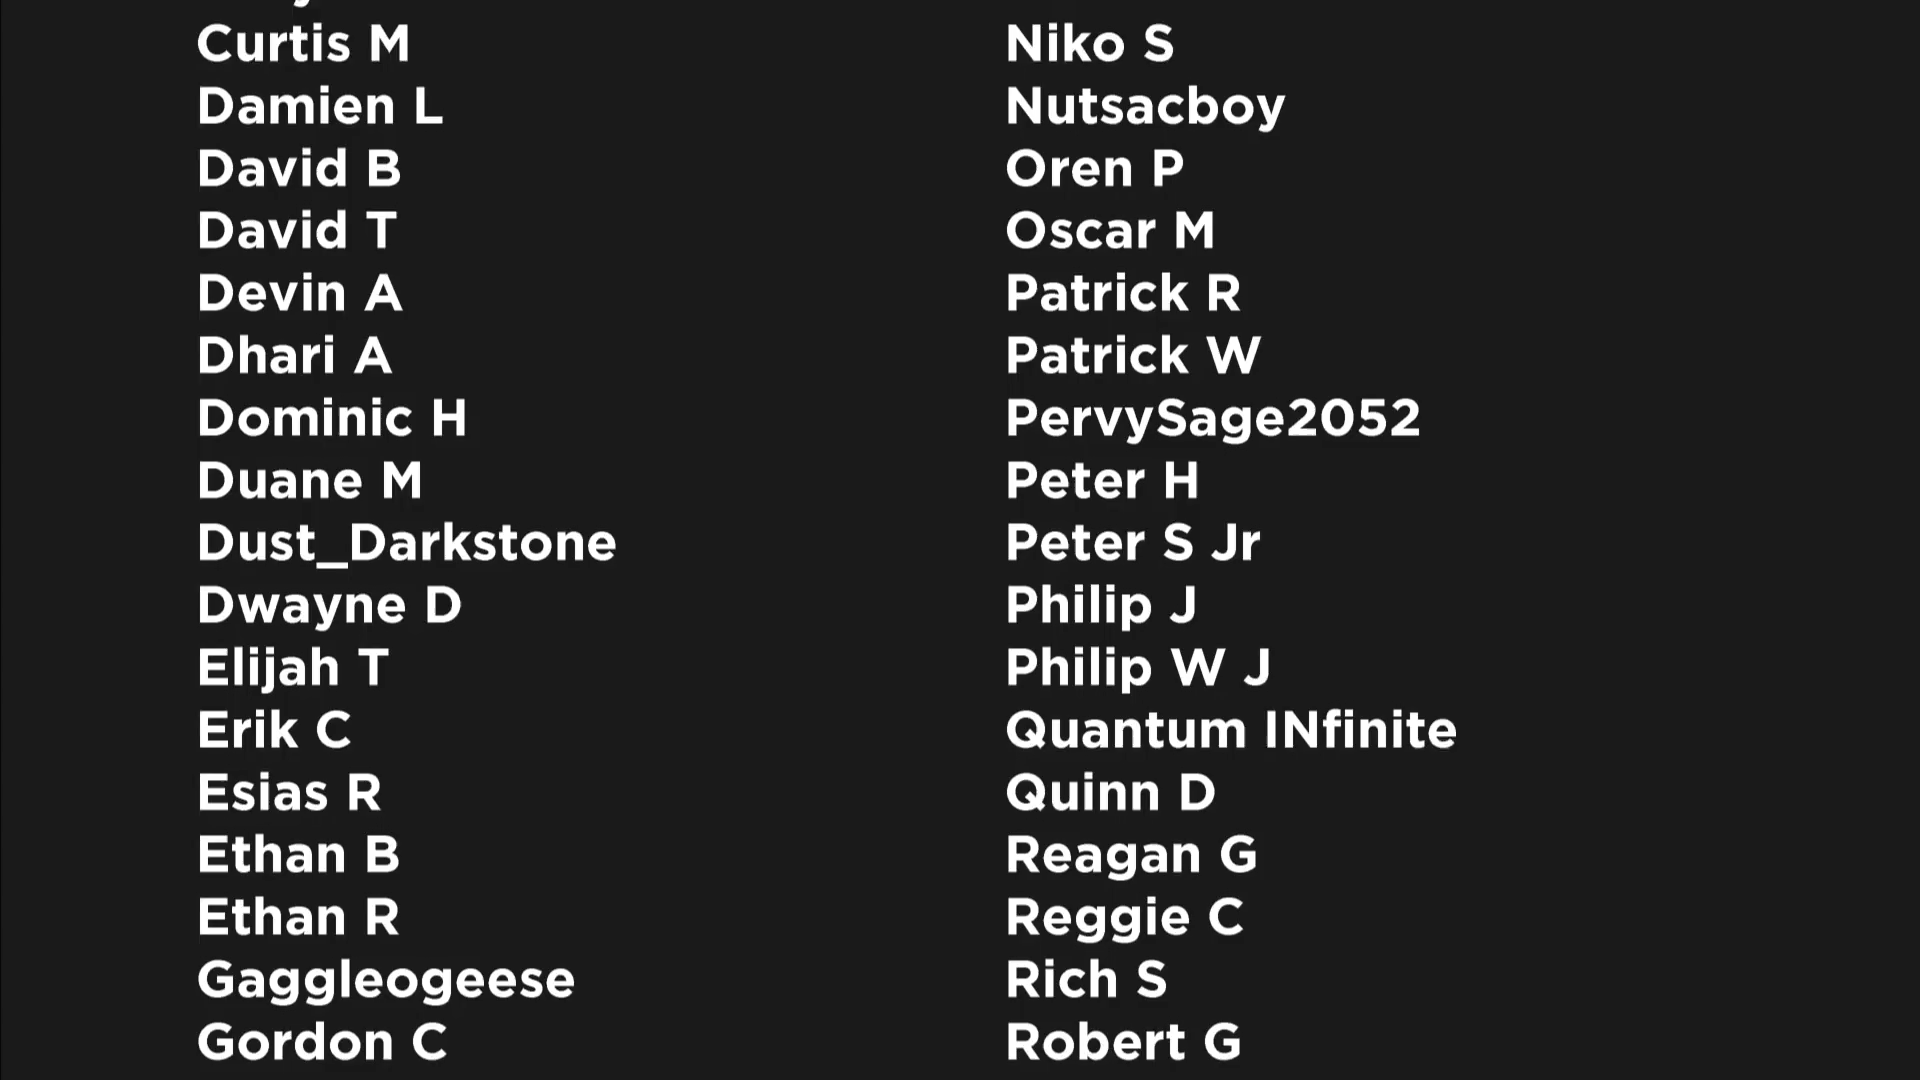 Curtis M
Damien L
David B
David T
Devin A
Dhari A
Dominic H
Duane M
Dust_Darkstone
Dwayne D
Elijah T
Erik C
Esias R
Ethan B
Ethan R
Gaggleogeese
Gordon C
Niko S
Nutsacboy
Oren P
Oscar M
Patrick R
Patrick W
PervySage2052
Peter H
Peter S Jr
Philip J
Philip W J
Quantum INfinite
Quinn D
Reagan G
Reggie C
Rich S
Robert G